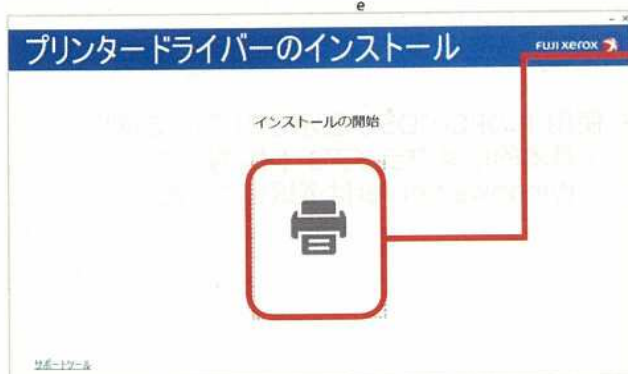 e
プリンタードライバーのインストール
FUJI xerox
インストールの開始
サポートツール